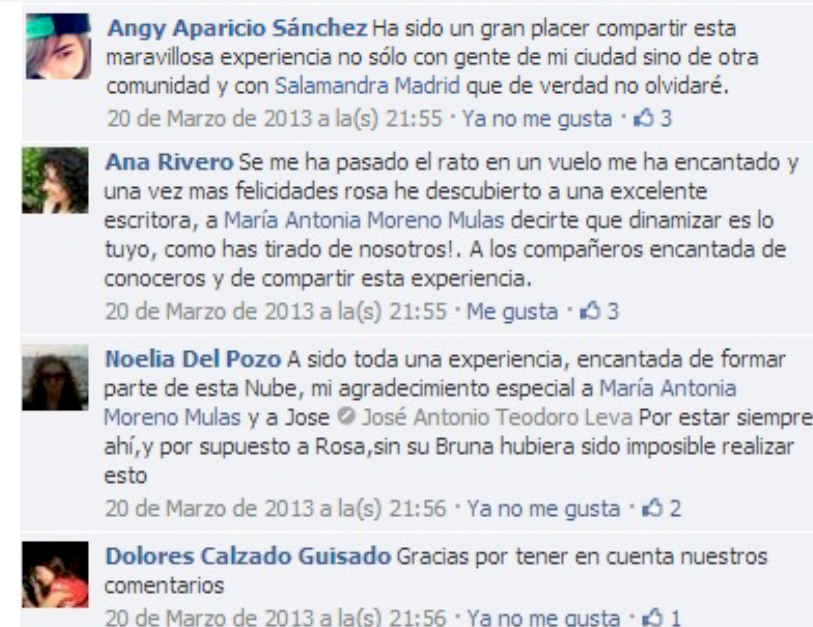 Angy Aparicio Sánchez Ha sido un gran placer compartir esta
maravillosa experiencia no sólo con gente de mi ciudad sino de otra
comunidad y con Salamandra Madrid que de verdad no olvidaré.
20 de Marzo de 2013 a la(s) 21:55 · Ya no me gusta · 3
Ana Rivero Se me ha pasado el rato en un vuelo me ha encantado y
una vez mas felicidades rosa he descubierto a una excelente
escritora, a María Antonia Moreno Mulas decirte que dinamizar es lo
tuyo, como has tirado de nosotros!. A los compañeros encantada de
conoceros y de compartir esta experiencia.
20 de Marzo de 2013 a la(s) 21:55 · Me gusta · 3
Noelia Del Pozo A sido toda una experiencia, encantada de formar
parte de esta Nube, mi agradecimiento especial a María Antonia
Moreno Mulas y a Jose José Antonio Teodoro Leva Por estar siempre
ahí,y por supuesto a Rosa,sin su Bruna hubiera sido imposible realizar
esto
20 de Marzo de 2013 a la(s) 21:56 · Ya no me gusta · 2
Dolores Calzado Guisado Gracias por tener en cuenta nuestros
comentarios
20 de Marzo de 2013 a la(s) 21:56 · Ya no me gusta · 1